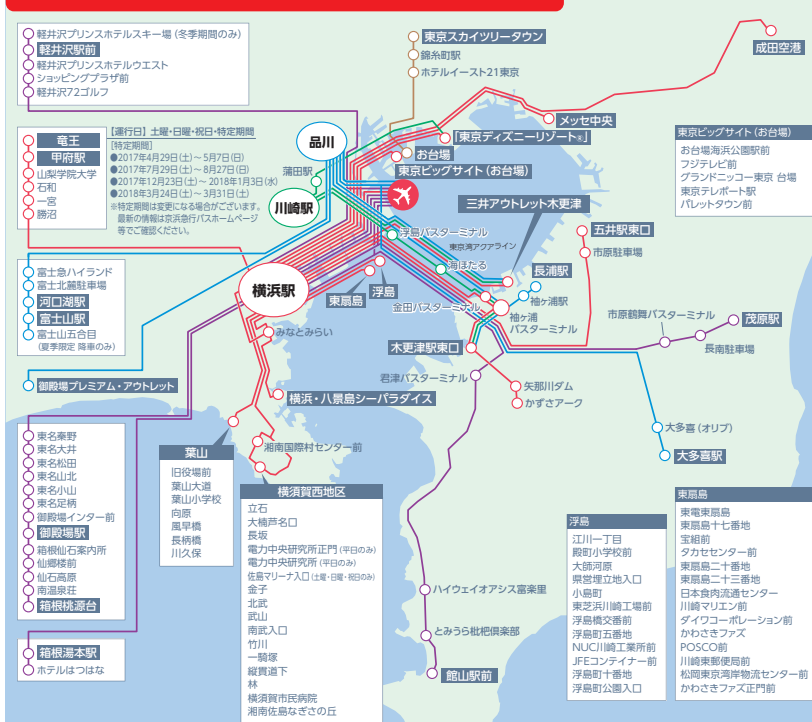 軽井沢プリンスホテルスキー場（冬季期間のみ）
軽井沢駅前
軽井沢プリンスホテルウエスト
ショッピングプラザ前
軽井沢72ゴルフ
東京スカイツリータウン
錦糸町駅
ホテルイースト21東京
成田空港
メッセ中央
竜王
甲府駅
山梨学院大学
石和
一宮
勝沼
【運行日】土曜・日曜・祝日・特定期間
[特定期間]
●2017年4月29日(土)～5月7日(日)
●2017年7月29日(土)～8月27日(日)
●2017年12月23日(土)～ 2018年1月3日(水)
●2018年3月24日(土)～3月31日(土)
※特定期間は変更になる場合がございます。
最新の情報は京浜急行バスホームページ
等でご確認ください。
品川
蒲田駅
川崎駅
「東京ディズニーリゾート®」
お台場
東京ビッグサイト（お台場）
東京ビッグサイト（お台場）
お台場海浜公園駅前
フジテレビ前
グランドニッコー東京 台場
東京テレポート駅
パレットタウン前
三井アウトレット木更津
浮島バスターミナル
東京湾アクアライン
海ほたる
五井駅東口
市原駐車場
長浦駅
袖ヶ浦駅
金田バスターミナル
袖ヶ浦
バスターミナル
富士急ハイランド
富士北麓駐車場
河口湖駅
富士山駅
富士山五合目
(夏季限定 降車のみ)
横浜駅
東扇島
浮島
みなとみらい
木更津駅東口
市原鶴舞バスターミナル
茂原駅
長南駐車場
御殿場プレミアム・アウトレット
君津バスターミナル
矢那川ダム
かずさアーク
横浜・八景島シーパラダイス
大多喜（オリブ）
大多喜駅
東名秦野
東名大井
東名松田
東名山北
東名小山
東名足柄
御殿場インター前
御殿場駅
箱根仙石案内所
仙郷楼前
仙石高原
南温泉荘
箱根桃源台
箱根湯本駅
ホテルはつはな
湘南国際村センター前
葉山
旧役場前
葉山大道
葉山小学校
向原
風早橋
長柄橋
川久保
横須賀西地区
立石
大楠芦名口
長坂
電力中央研究所正門（平日のみ）
電力中央研究所（平日のみ）
佐島マリーナ入口（土曜・日曜・祝日のみ）
金子
北武
武山
南武入口
竹川
一騎塚
縦貫道下
林
横須賀市民病院
湘南佐島なぎさの丘
ハイウェイオアシス富楽里
とみうら枇杷倶楽部
館山駅前
浮島
江川一丁目
殿町小学校前
大師河原
県営埋立地入口
小島町
東芝浜川崎工場前
浮島橋交番前
浮島町五番地
NUC川崎工業所前
JFEコンテイナー前
浮島町十番地
浮島町公園入口
東扇島
東電東扇島
東扇島十七番地
宝組前
タカセセンター前
東扇島二十番地
東扇島二十三番地
日本食肉流通センター
川崎マリエン前
ダイワコーポレーション前
かわさきファズ
POSCO前
川崎東郵便局前
松岡東京湾岸物流センター前
かわさきファズ正門前